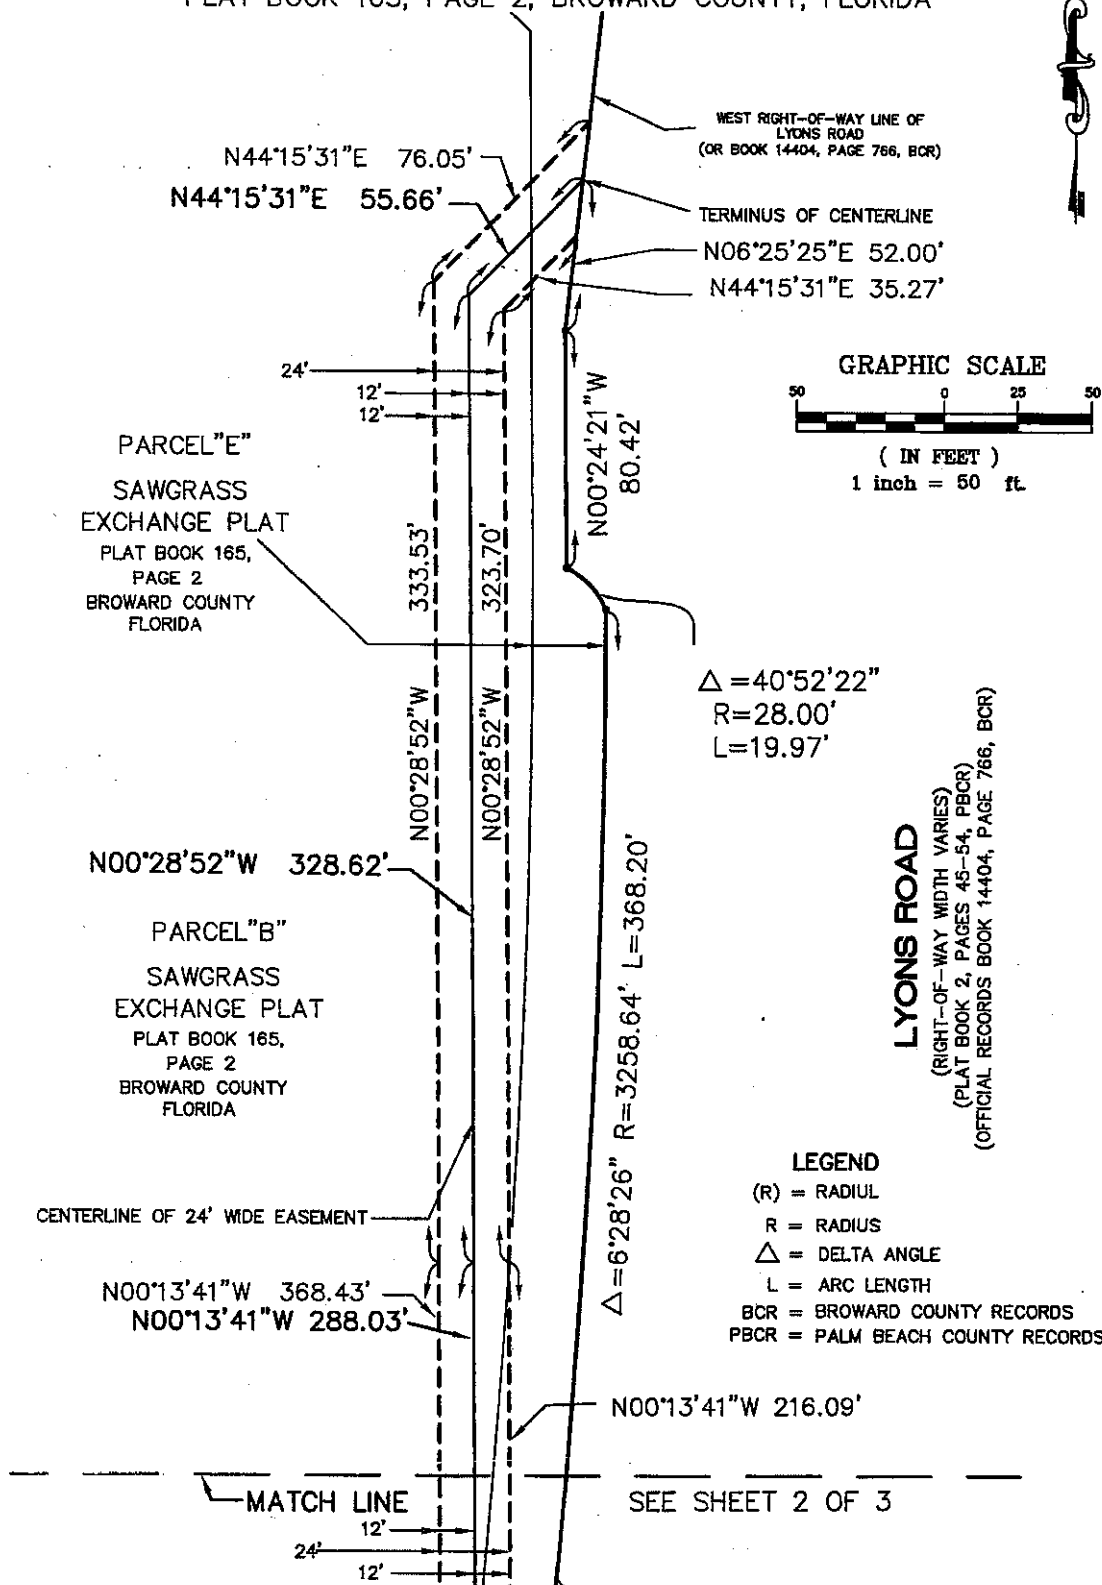 PLAT BOOK 165, PAGE 2, BROWARD COUNTY, FLORIDA
WEST RIGHT-OF-WAY LINE OF
LYONS ROAD
(OR BOOK 14404, PAGE 766, BCR)
N44°15'31"E 76.05'
N44°15'31"E 55.66'
TERMINUS OF CENTERLINE
N06°25'25"E 52.00'
N44°15'31"E 35.27'
24'
12'
12'
GRAPHIC SCALE
50 0 25 50
( IN FEET )
1 inch = 50 ft.
N00°24'21"W
80.42'
PARCEL"E"
SAWGRASS
EXCHANGE PLAT
PLAT BOOK 165,
PAGE 2
BROWARD COUNTY
FLORIDA
333.53'
323.70'
N00°28'52"W
N00°28'52"W
△=40°52'22"
R=28.00'
L=19.97'
N00°28'52"W 328.62'
△=6°28'26" R=3258.64' L=368.20'
LYONS ROAD
(RIGHT-OF-WAY WIDTH VARIES)
(PLAT BOOK 2, PAGES 45-54, PBCR)
(OFFICIAL RECORDS BOOK 14404, PAGE 766, BCR)
PARCEL"B"
SAWGRASS
EXCHANGE PLAT
PLAT BOOK 165,
PAGE 2
BROWARD COUNTY
FLORIDA
CENTERLINE OF 24' WIDE EASEMENT
LEGEND
(R) = RADIUL
R = RADIUS
△ = DELTA ANGLE
L = ARC LENGTH
BCR = BROWARD COUNTY RECORDS
PBCR = PALM BEACH COUNTY RECORDS
N00°13'41"W 368.43'
N00°13'41"W 288.03'
N00°13'41"W 216.09'
MATCH LINE
SEE SHEET 2 OF 3
12'
24'
12'